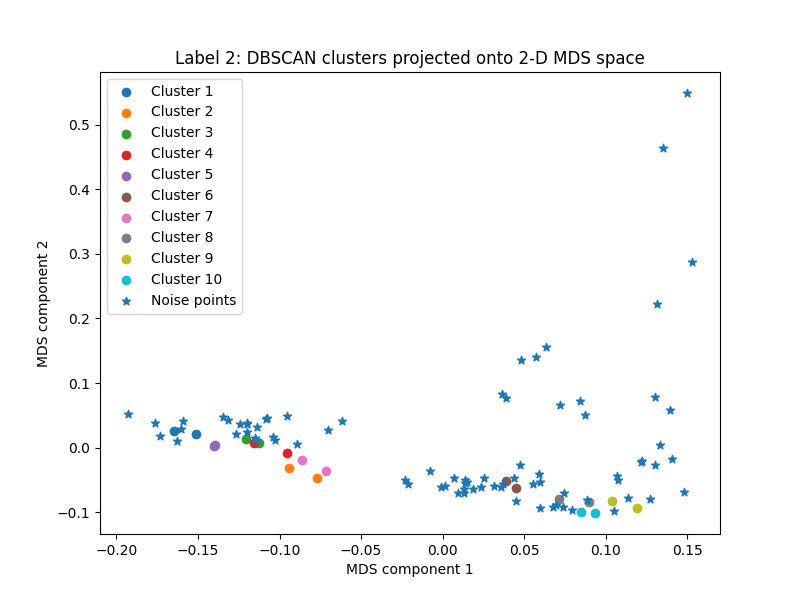 Label 2: DBSCAN clusters projected onto 2-D MDS space
Cluster 1
Cluster 2
Cluster 3
Cluster 4
Cluster 5
Cluster 6
Cluster 7
Cluster 8
Cluster 9
Cluster 10
Noise points
MDS component 2
0.5
0.4
0.3
0.2
0.1
0.0
−0.1
−0.20 −0.15 −0.10 −0.05 0.00 0.05 0.10 0.15
MDS component 1